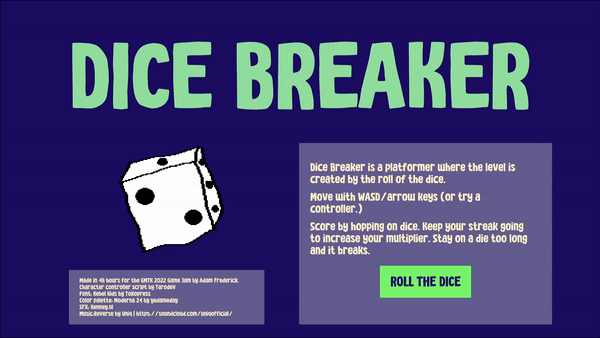 DICE BREAKER
Dice Breaker is a platformer where the level is
created by the roll of the dice.
Move with WASD/arrow keys (or try a
controller.)
Score by hopping on dice. Keep your streak going
to increase your multiplier. Stay on a die too long
and it breaks.
ROLL THE DICE
Made in 48 hours for the GMTK 2022 Game Jam by Adam Frederick.
Character controller script by Tarodev
Font: Rebel Kids by Tokopress
Color palette: Moderna 24 by yodamoday
SFX: Kenney.nl
Music:Reverse by Uniq | https://soundcloud.com/uniqofficial/